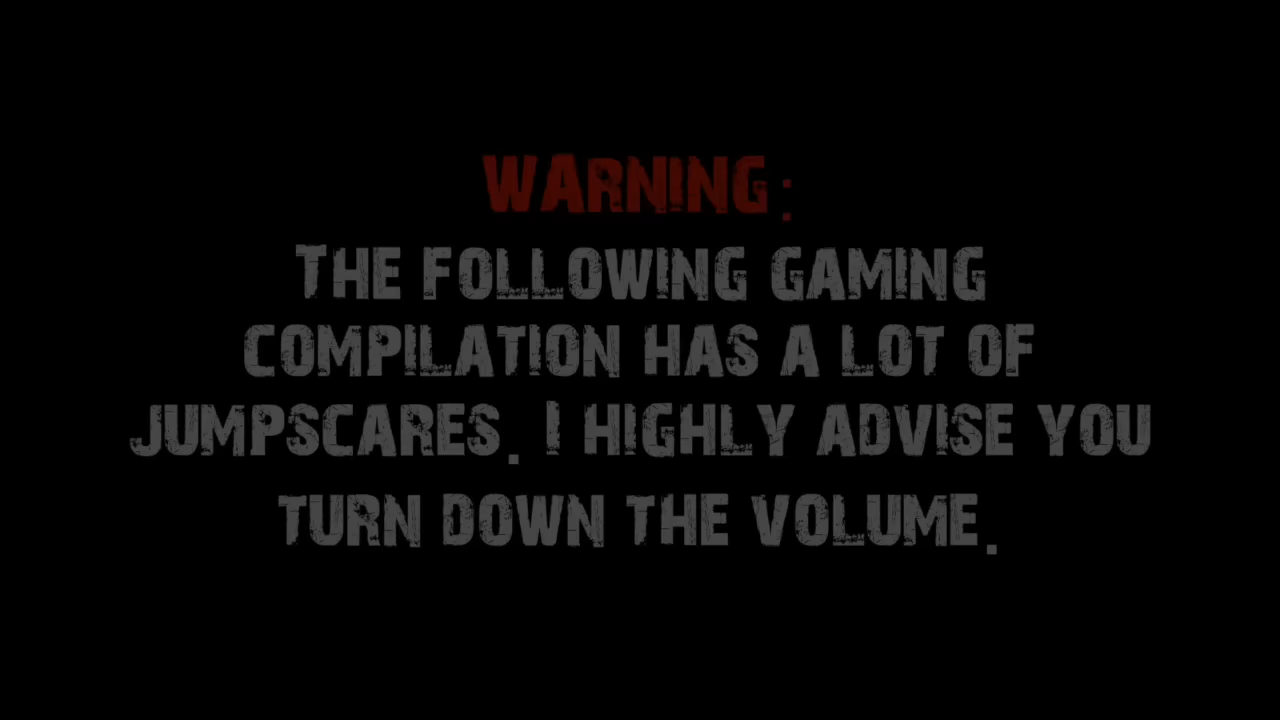 WARNING:
THE FOLLOWING GAMING
COMPILATION HAS A LOT OF
JUMPSCARES. I HIGHLY ADVISE YOU
TURN DOWN THE VOLUME.